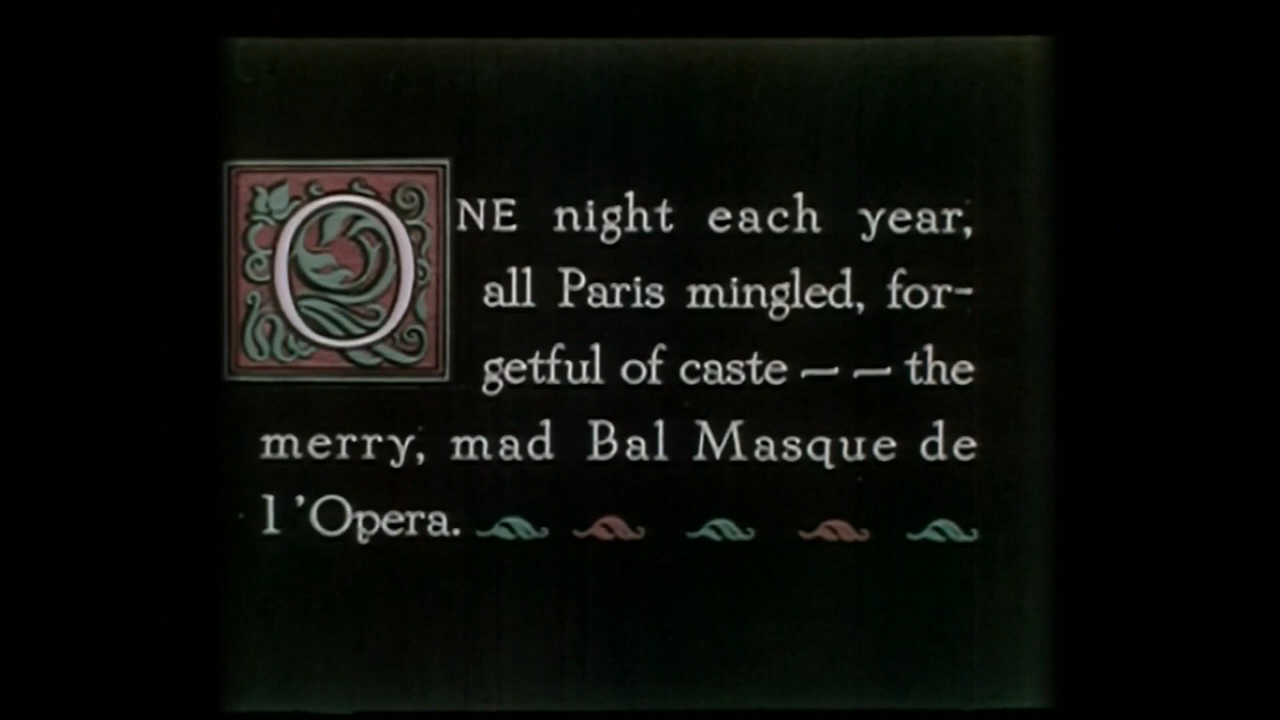 ONE night each year,
all Paris mingled, for-
getful of caste — — the
merry, mad Bal Masque de
l'Opera.